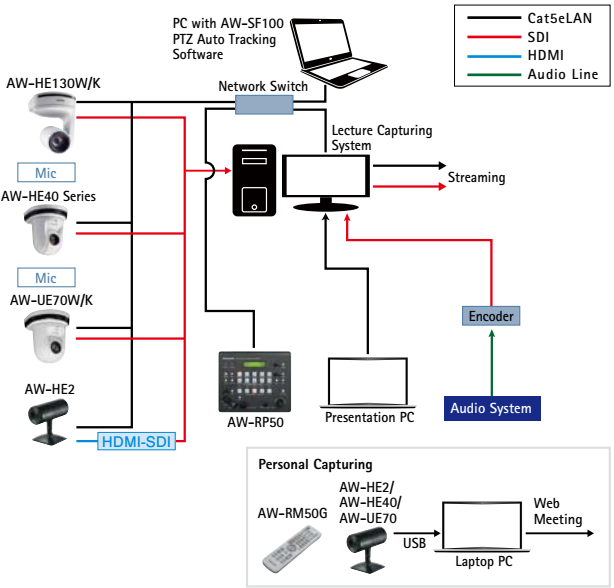 PC with AW-SF100
PTZ Auto Tracking
Software
Cat5eLAN
SDI
HDMI
Audio Line
AW-HE130W/K
Network Switch
Mic
Lecture Capturing
System
Streaming
AW-HE40 Series
Mic
AW-UE70W/K
Encoder
AW-HE2
HDMI-SDI
AW-RP50
Presentation PC
Audio System
Personal Capturing
AW-RM50G
AW-HE2/
AW-HE40/
AW-UE70
USB
Laptop PC
Web
Meeting